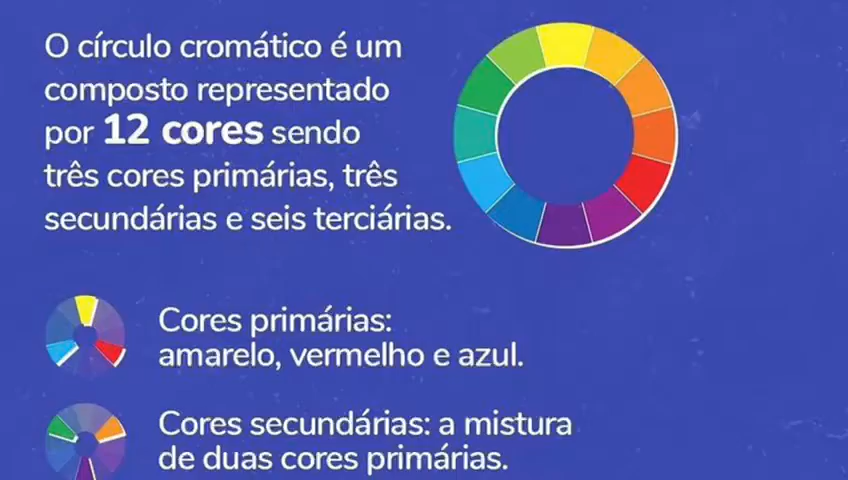 O círculo cromático é um
composto representado
por 12 cores sendo
três cores primárias, três
secundárias e seis terciárias.
Cores primárias:
amarelo, vermelho e azul.
Cores secundárias: a mistura
de duas cores primárias.